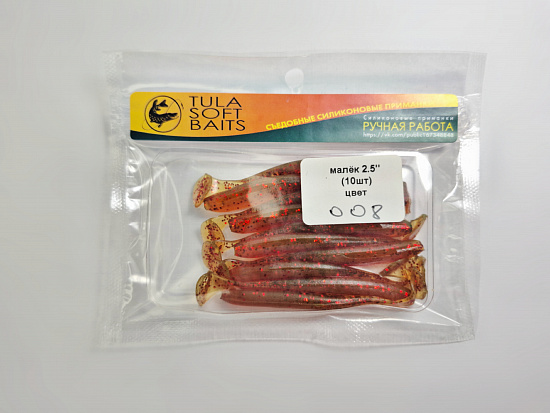 TULA
SOFT
BAITS
СЪЕДОБНЫЕ СИЛИКОНОВЫЕ ПРИМАНКИ
Силиконовые приманки
РУЧНАЯ РАБОТА
малёк 2.5''
(10шт)
цвет
008